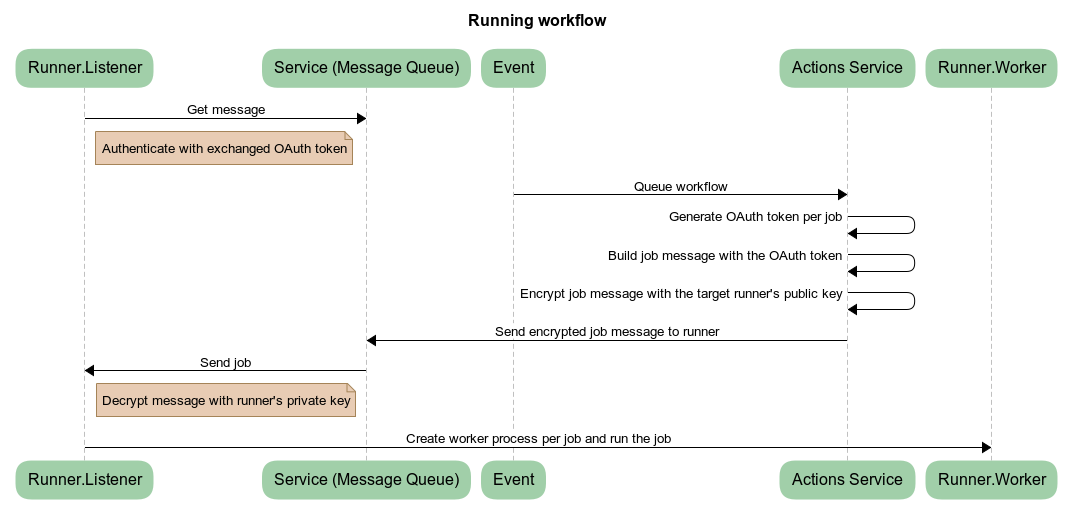 Running workflow
Runner.Listener
Service (Message Queue)
Event
Actions Service
Runner.Worker
Get message
Authenticate with exchanged OAuth token
Queue workflow
Generate OAuth token per job
Build job message with the OAuth token
Encrypt job message with the target runner's public key
Send encrypted job message to runner
Send job
Decrypt message with runner's private key
Create worker process per job and run the job
Runner.Listener
Service (Message Queue)
Event
Actions Service
Runner.Worker